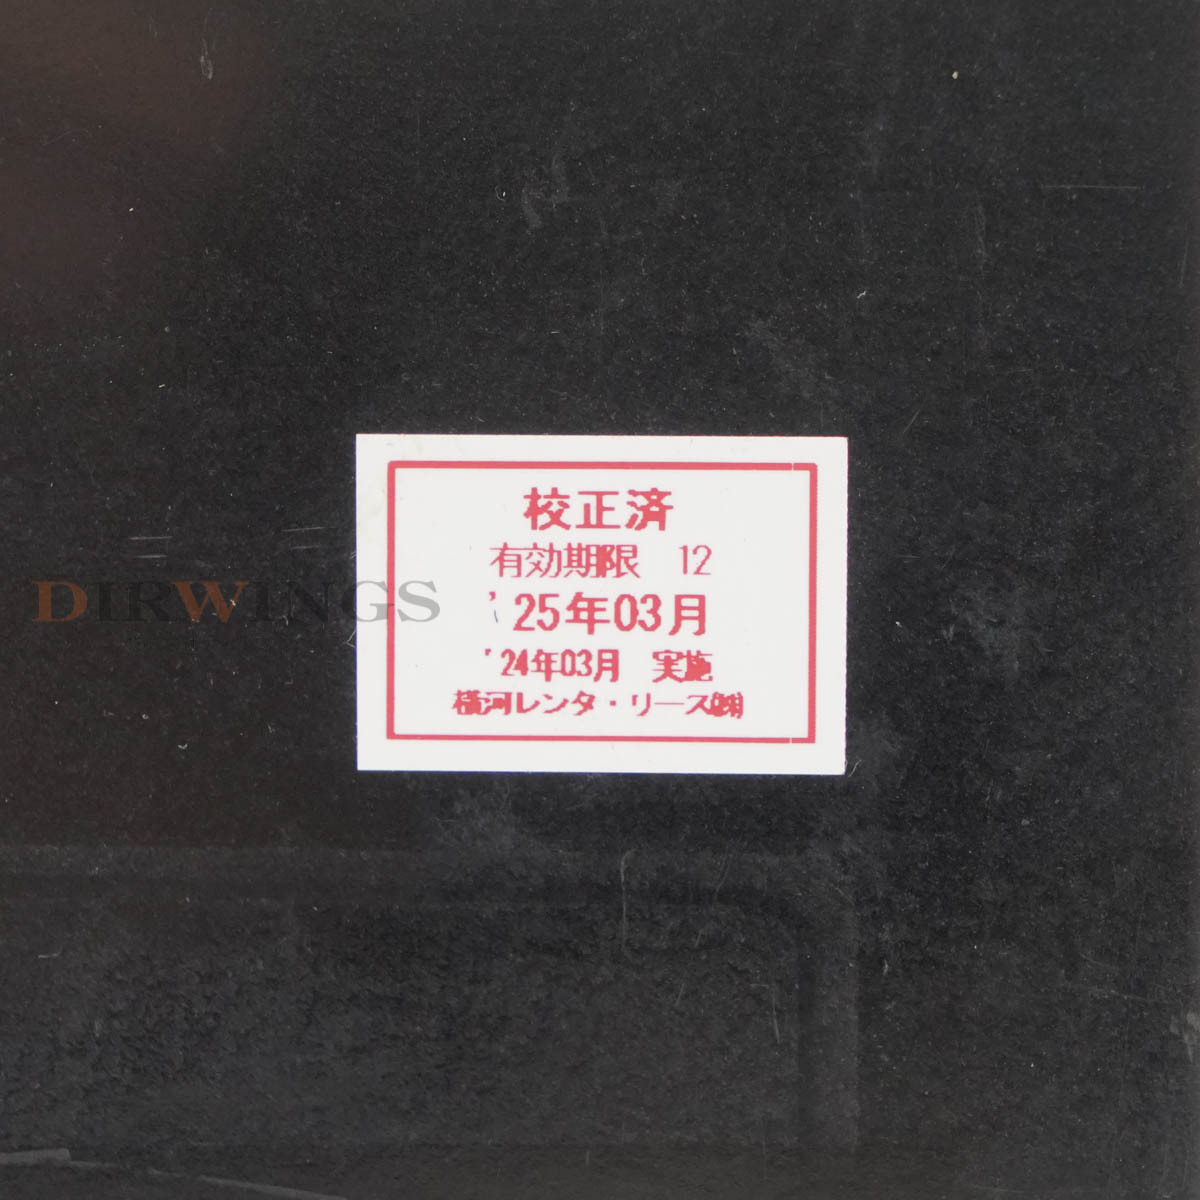 校正済
有効期限 12
'25年03月
'24年03月 実施
横河レンタ・リース㈱
DIRWINGS